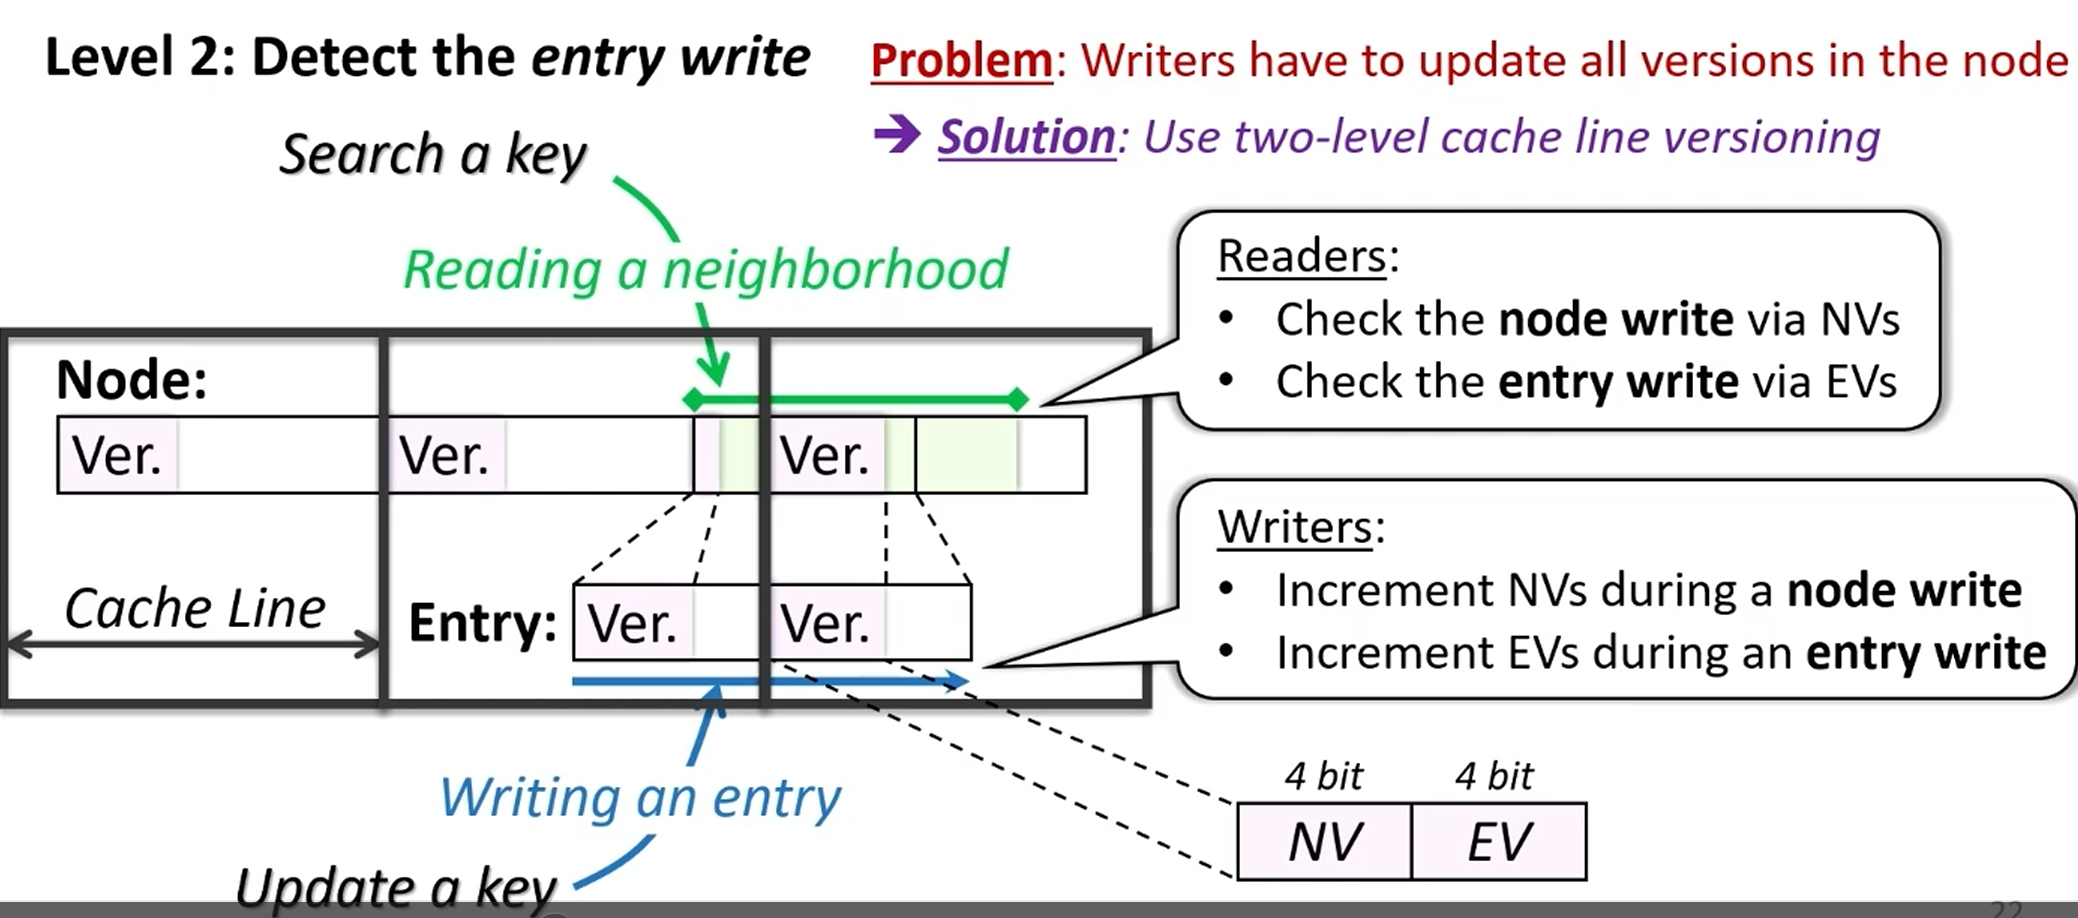 Level 2: Detect the entry write
Problem: Writers have to update all versions in the node
➔ Solution: Use two-level cache line versioning
Search a key
Reading a neighborhood
Readers:
• Check the node write via NVs
• Check the entry write via EVs
Node:
Ver. Ver. Ver.
Cache Line
Entry: Ver. Ver.
Writers:
• Increment NVs during a node write
• Increment EVs during an entry write
Writing an entry
Update a key
4 bit 4 bit
NV EV
22